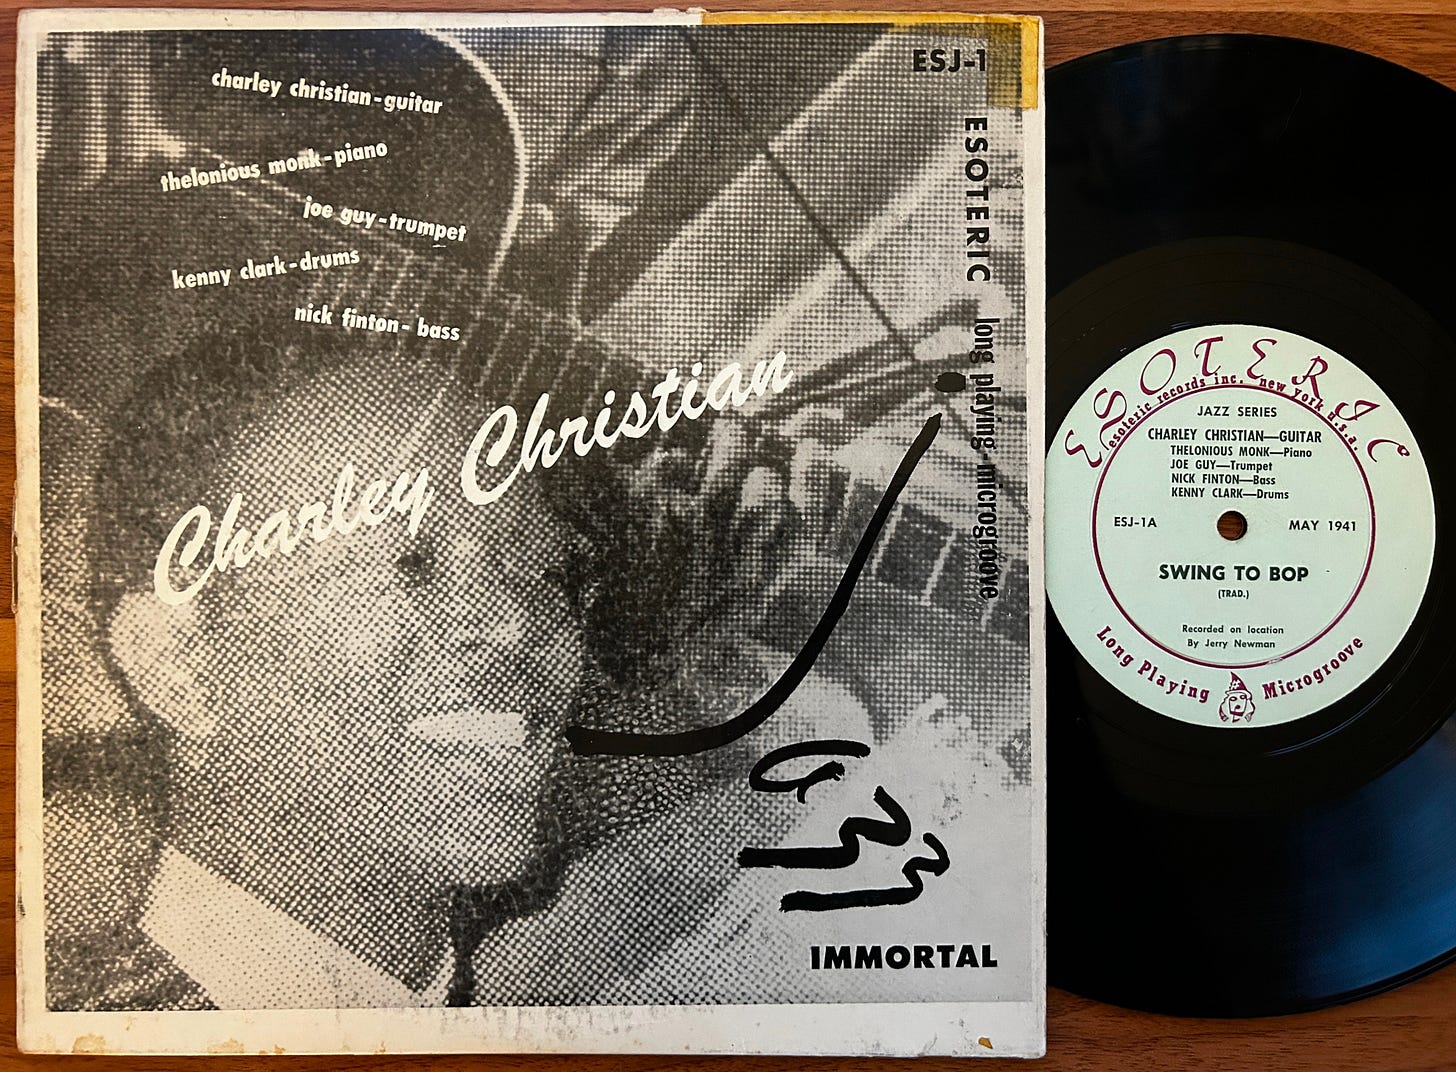 charley christian-guitar
thelonious monk-piano
joe guy-trumpet
kenny clark-drums
nick finton-bass
Charley Christian
ESJ-1
ESOTERIC
long playing-microgroove
IMMORTAL
ESOTERIC
esoteric records inc. new york u.s.a.
JAZZ SERIES
CHARLEY CHRISTIAN—GUITAR
THELONIOUS MONK—Piano
JOE GUY—Trumpet
NICK FINTON—Bass
KENNY CLARK—Drums
ESJ-1A
MAY 1941
SWING TO BOP
(TRAD.)
Recorded on location
By Jerry Newman
Long Playing Microgroove